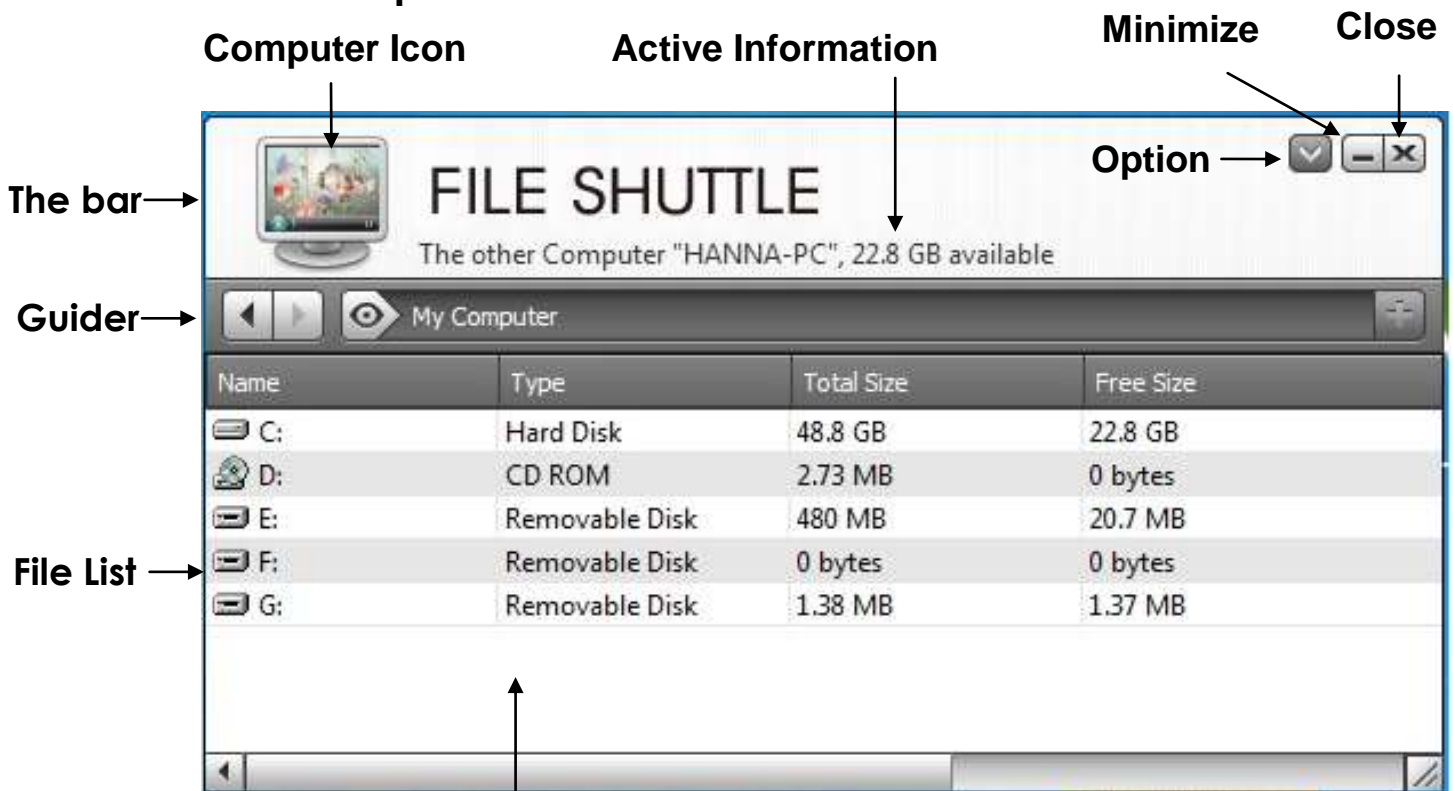 Computer Icon
Active Information
Minimize
Close
Option
The bar
FILE SHUTTLE
The other Computer "HANNA-PC", 22.8 GB available
Guider
My Computer
Name Type Total Size Free Size
C: Hard Disk 48.8 GB 22.8 GB
D: CD ROM 2.73 MB 0 bytes
E: Removable Disk 480 MB 20.7 MB
File List
F: Removable Disk 0 bytes 0 bytes
G: Removable Disk 1.38 MB 1.37 MB